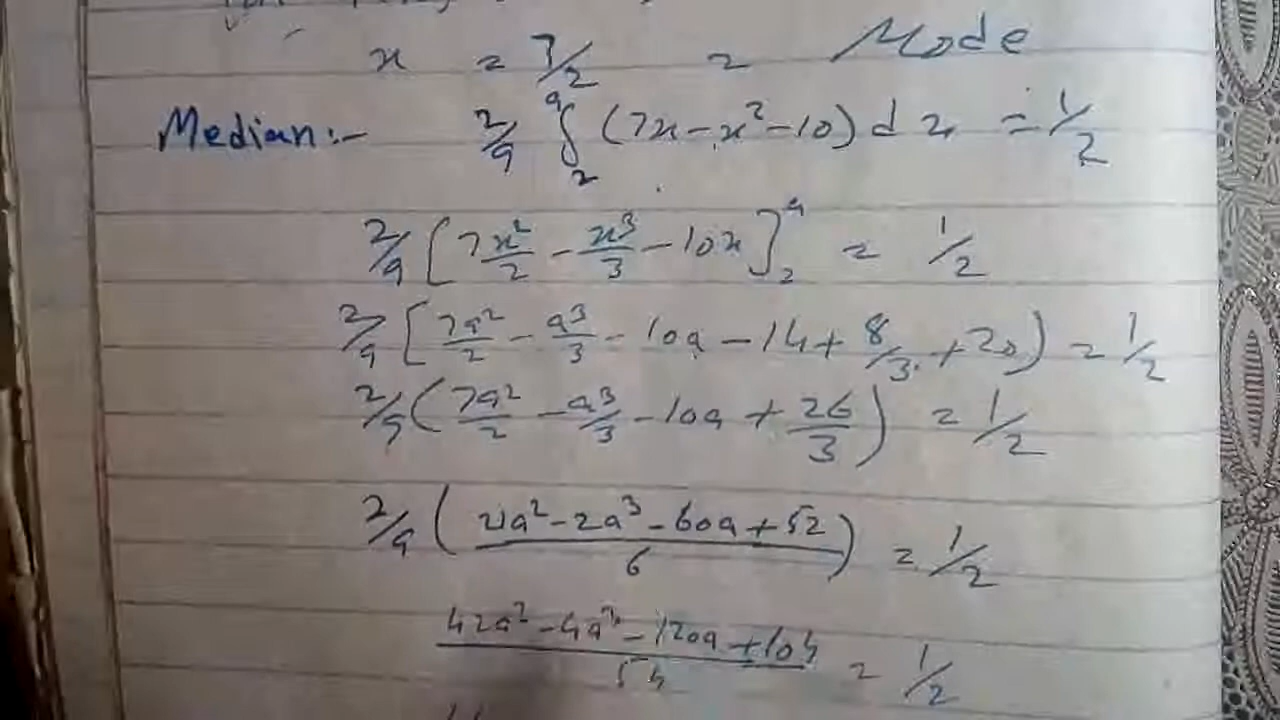 x = 7/2 = Mode
Median:- 2/9 ∫₂ᵃ (7x-x²-10) dx = 1/2
2/9 [7x²/2 - x³/3 - 10x]₂ᵃ = 1/2
2/9 [7a²/2 - a³/3 - 10a - 14 + 8/3 + 20) = 1/2
2/9 (7a²/2 - a³/3 - 10a + 26/3) = 1/2
2/9 (21a² - 2a³ - 60a + 52 / 6) = 1/2
42a² - 4a³ - 120a + 104 / 54 = 1/2